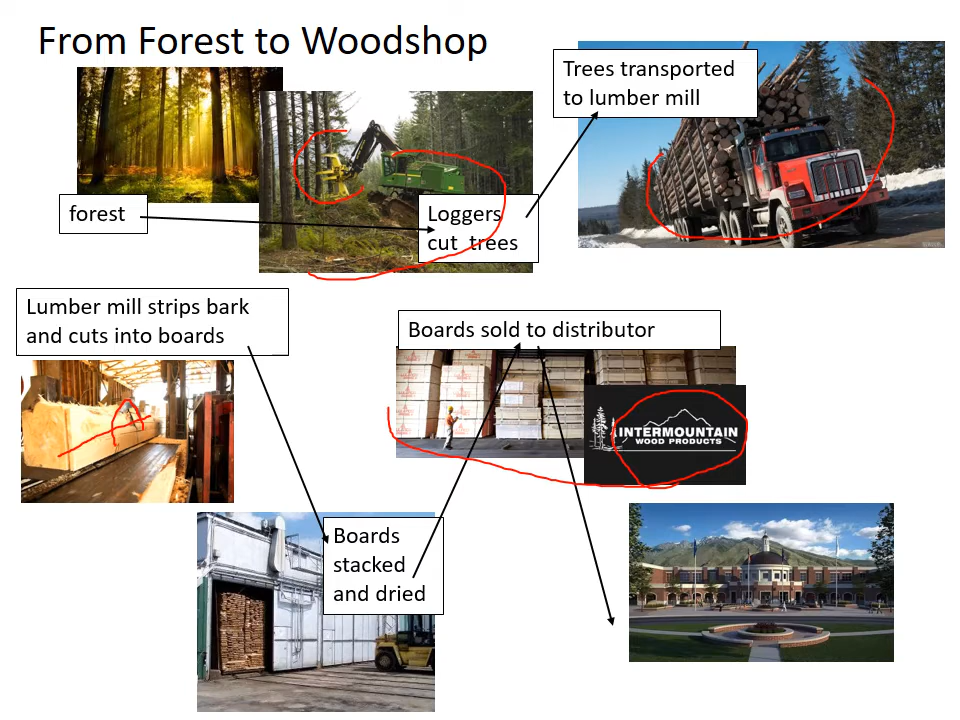 From Forest to Woodshop
Trees transported
to lumber mill
forest
Loggers
cut trees
Lumber mill strips bark
and cuts into boards
Boards sold to distributor
INTERMOUNTAIN
WOOD PRODUCTS
Boards
stacked
and dried